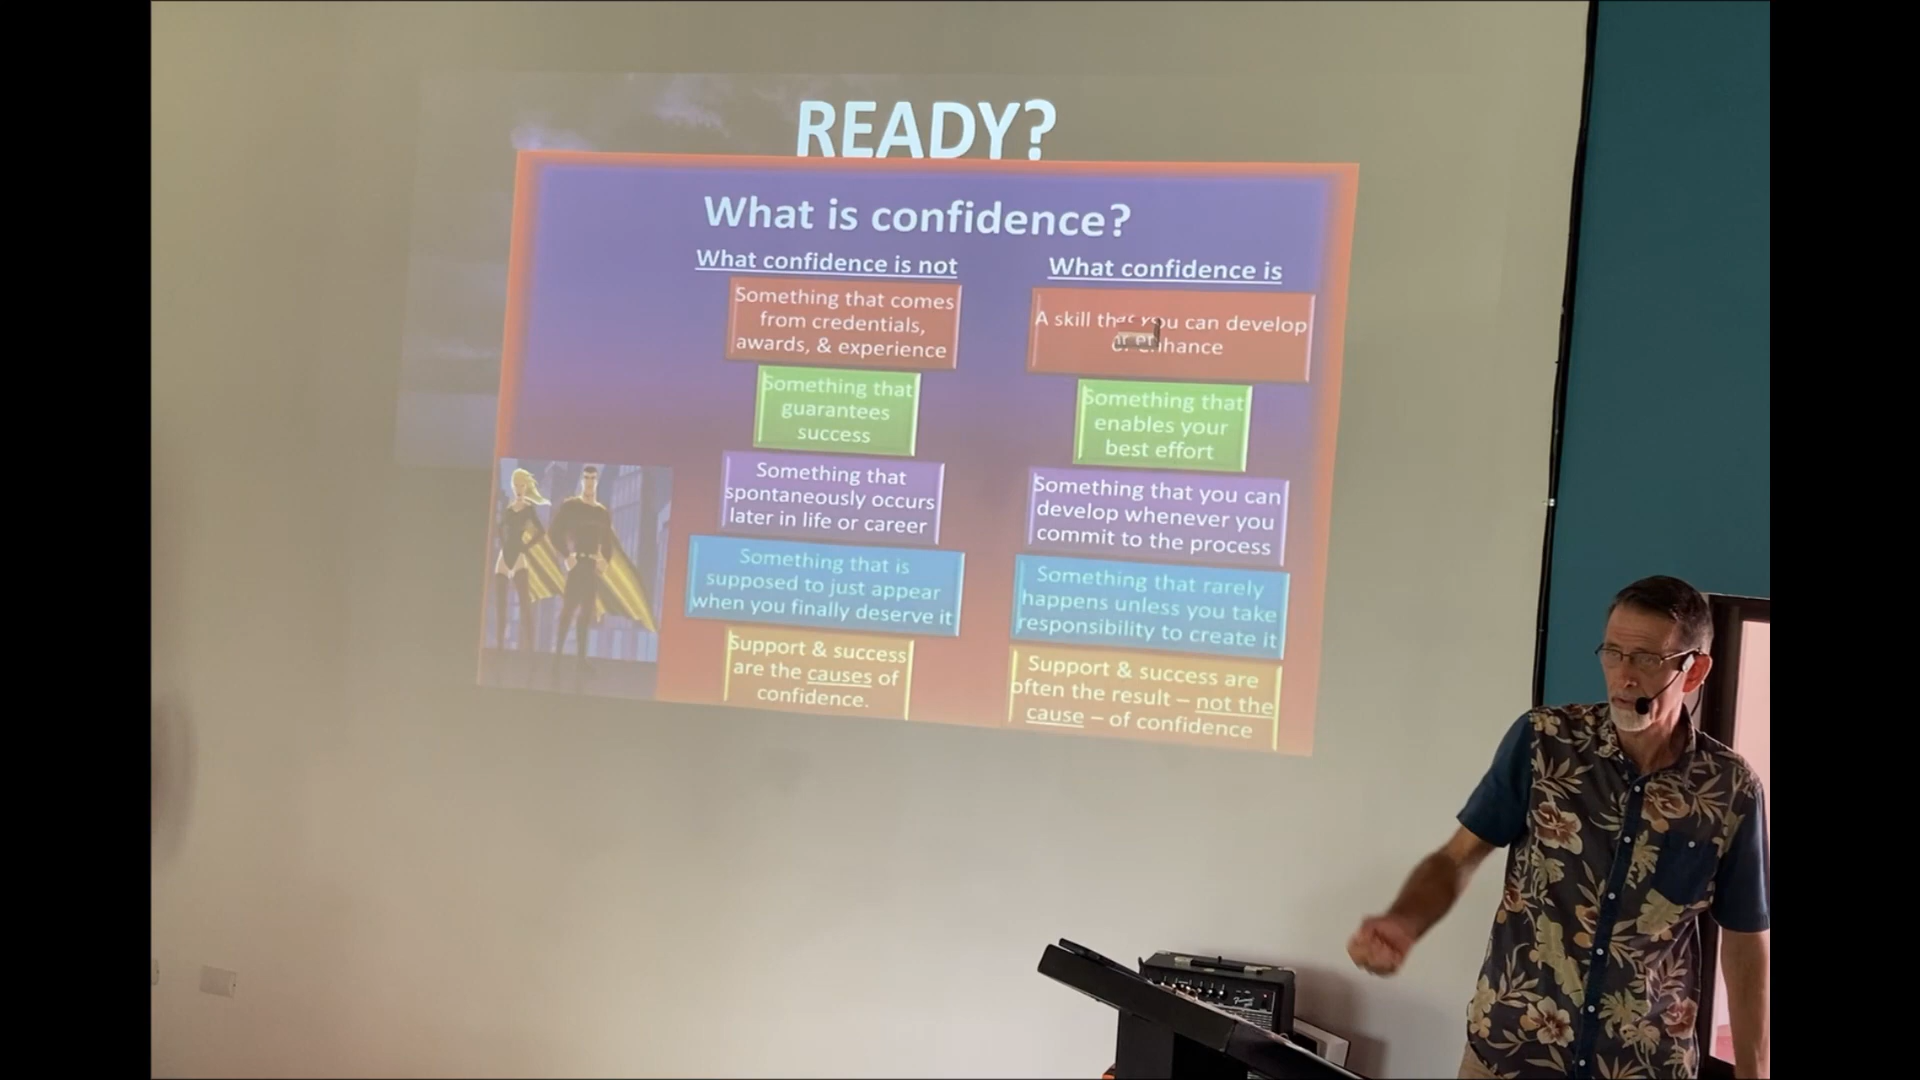 READY?
What is confidence?
What confidence is not
Something that comes
from credentials,
awards, & experience
Something that
guarantees
success
Something that
spontaneously occurs
later in life or career
Something that is
supposed to just appear
when you finally deserve it
Support & success
are the causes of
confidence.
What confidence is
A skill that you can develop
or enhance
Something that
enables your
best effort
Something that you can
develop whenever you
commit to the process
Something that rarely
happens unless you take
responsibility to create it
Support & success are
often the result – not the
cause – of confidence
Fender